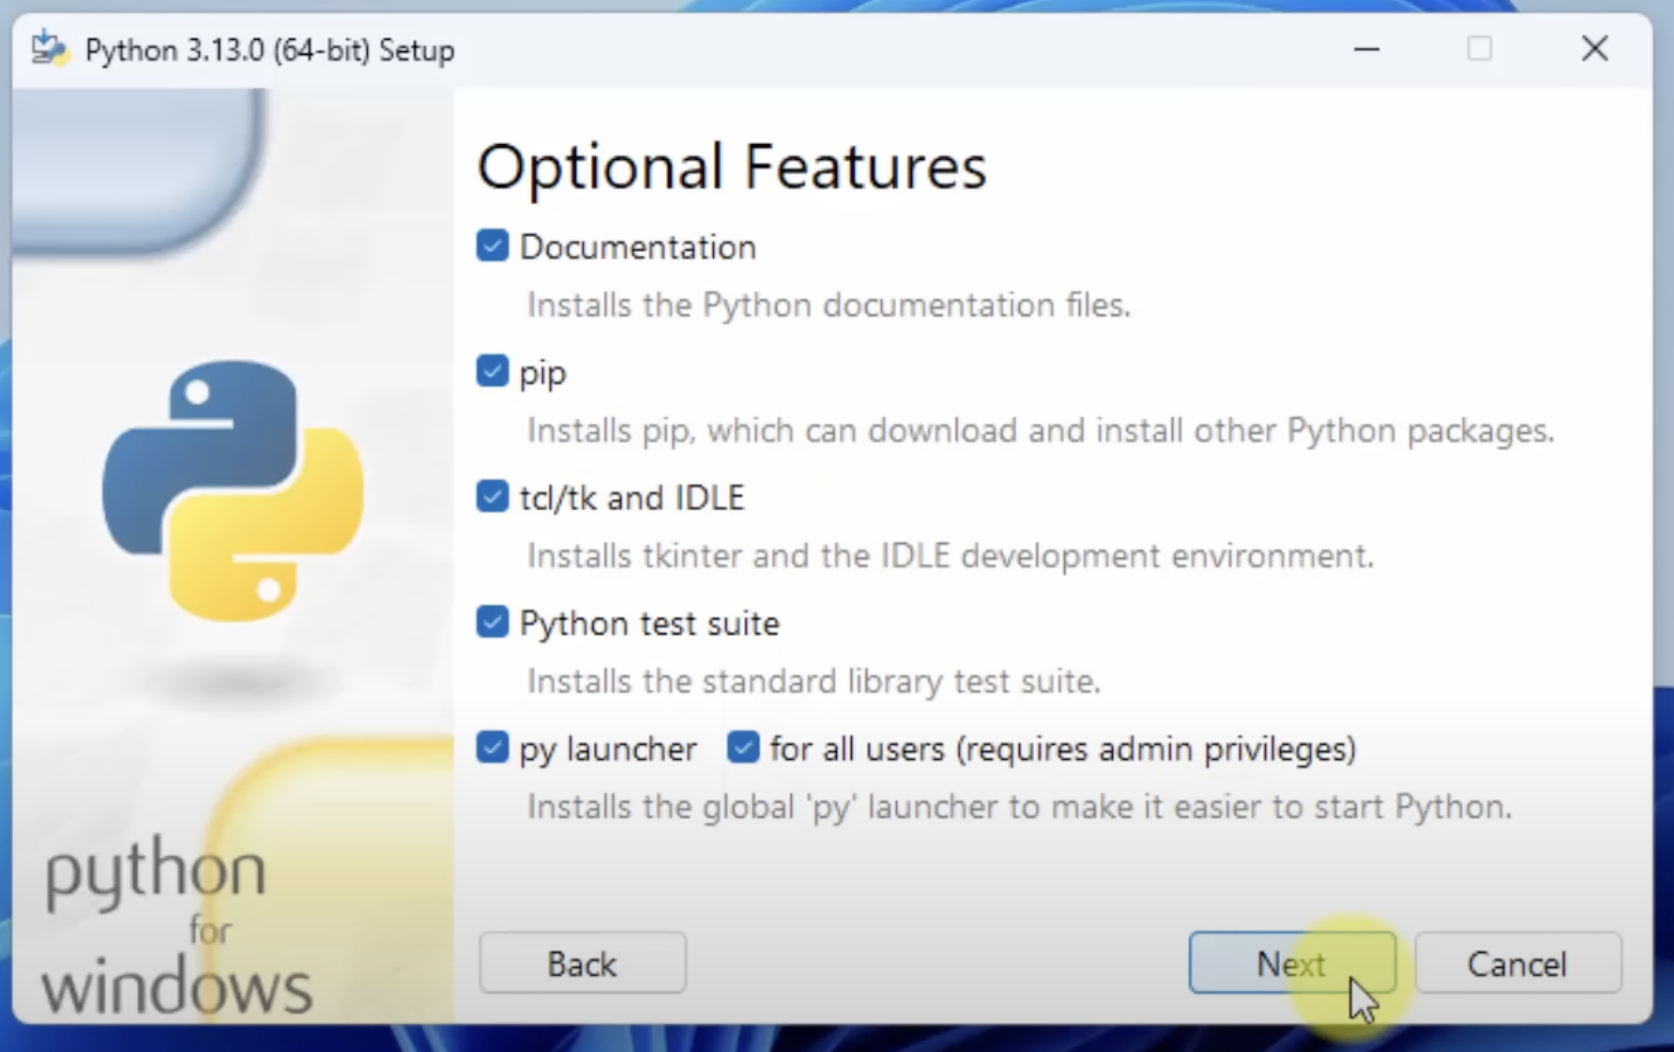 Python 3.13.0 (64-bit) Setup
Optional Features
Documentation
Installs the Python documentation files.
pip
Installs pip, which can download and install other Python packages.
tcl/tk and IDLE
Installs tkinter and the IDLE development environment.
Python test suite
Installs the standard library test suite.
py launcher for all users (requires admin privileges)
Installs the global 'py' launcher to make it easier to start Python.
python
for
windows
Back Next Cancel